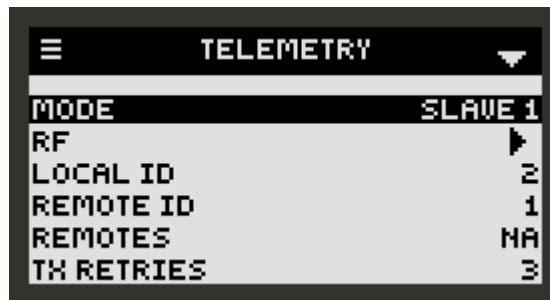 TELEMETRY
MODE SLAVE 1
RF
LOCAL ID 2
REMOTE ID 1
REMOTES NA
TX RETRIES 3